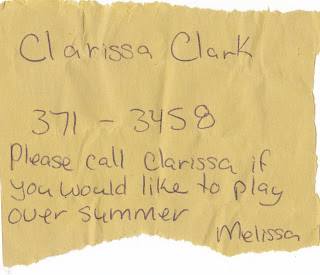 Clarissa Clark
371 - 3458
Please call Clarissa if
you would like to play
over summer
Melissa